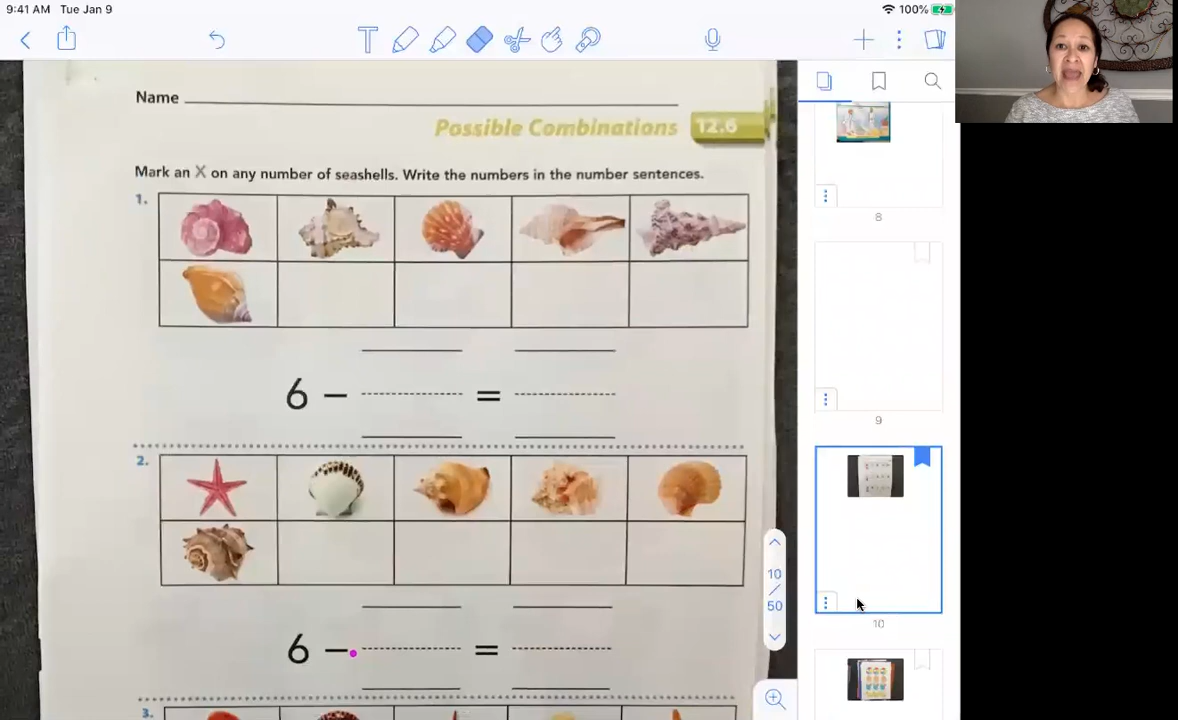 9:41 AM Tue Jan 9
100%
T
Name
Possible Combinations 12.6
Mark an X on any number of seashells. Write the numbers in the number sentences.
1.
6 − =
2.
6 − =
3.
8
9
10
10
50